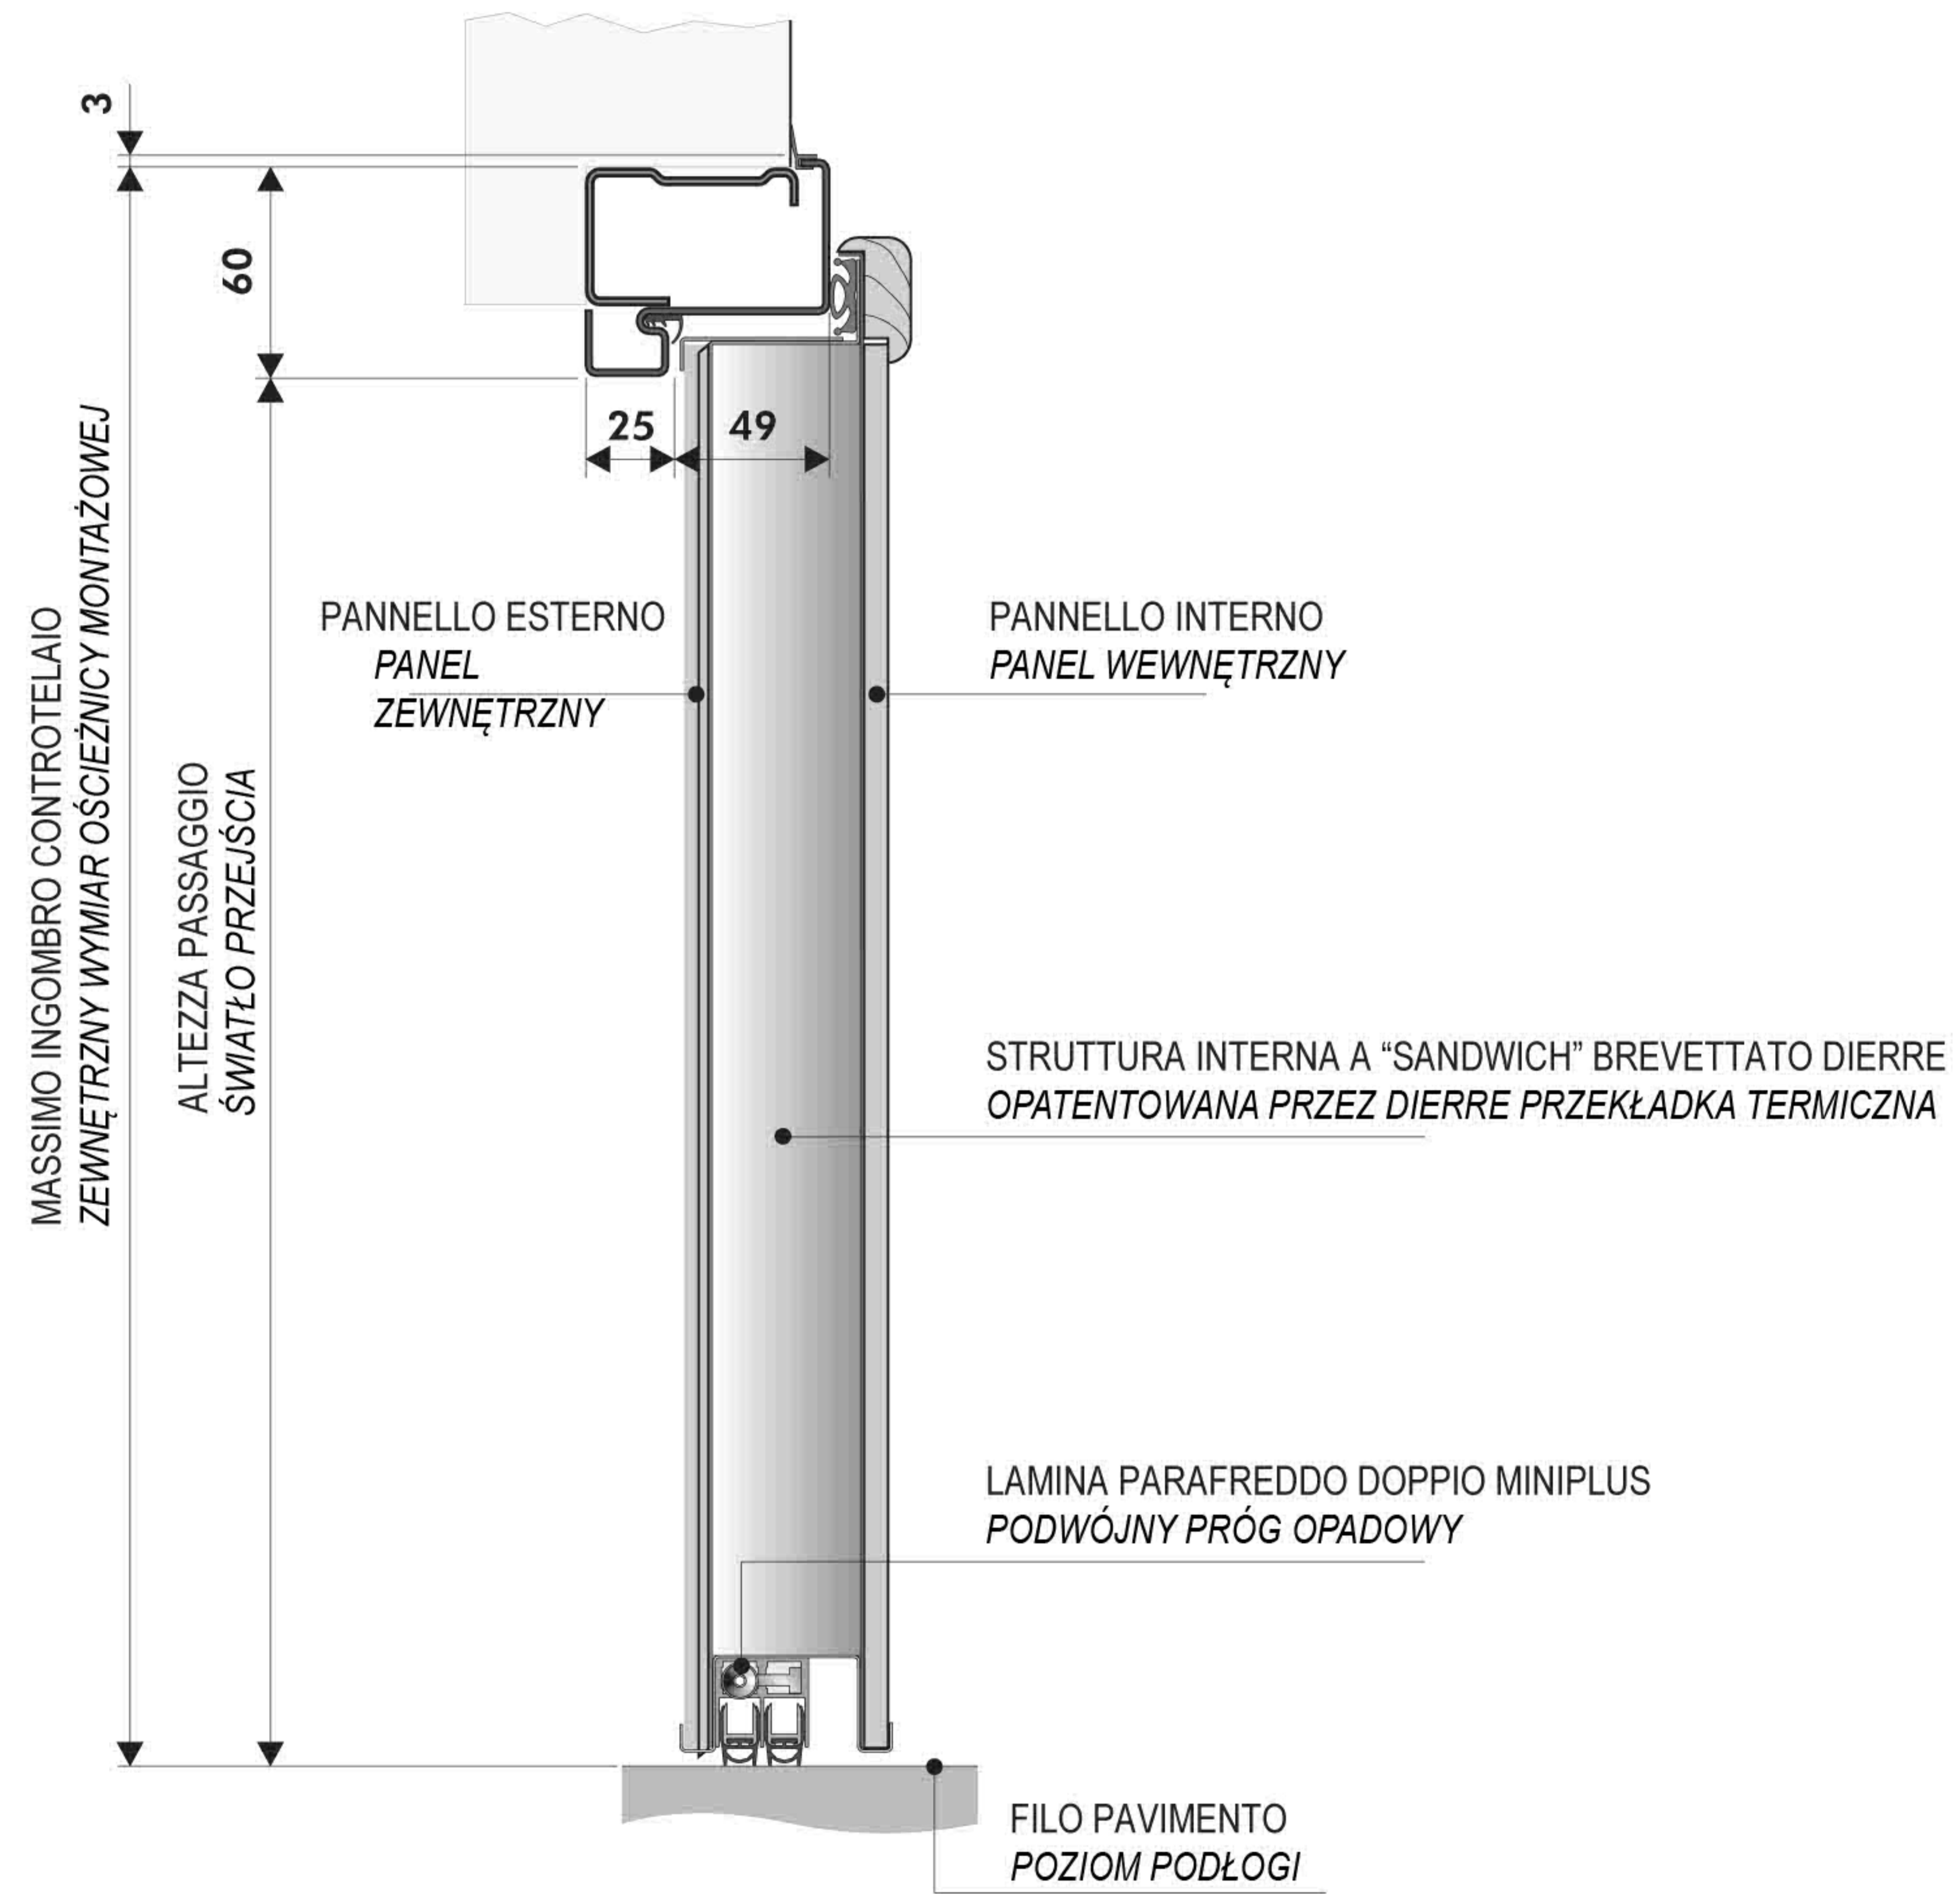 3
60
25
49
MASSIMO INGOMBRO CONTROTELAIO
ZEWNĘTRZNY WYMIAR OŚCIEŻNICY MONTAŻOWEJ
ALTEZZA PASSAGGIO
ŚWIATŁO PRZEJŚCIA
PANNELLO ESTERNO
PANEL
ZEWNĘTRZNY
PANNELLO INTERNO
PANEL WEWNĘTRZNY
STRUTTURA INTERNA A “SANDWICH” BREVETTATO DIERRE
OPATENTOWANA PRZEZ DIERRE PRZEKŁADKA TERMICZNA
LAMINA PARAFREDDO DOPPIO MINIPLUS
PODWÓJNY PRÓG OPADOWY
FILO PAVIMENTO
POZIOM PODŁOGI